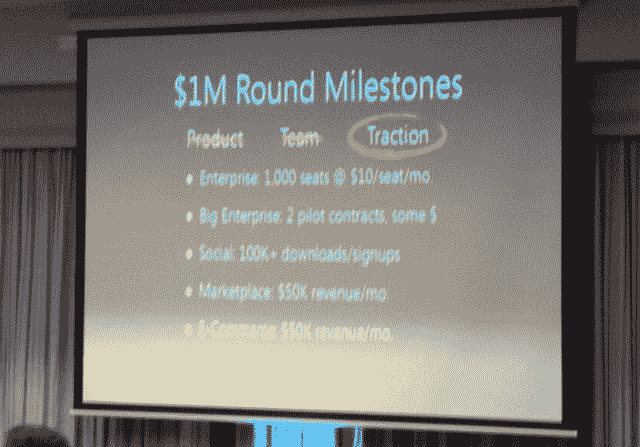 $1M Round Milestones
Product Team Traction
• Enterprise: 1,000 seats @ $10/seat/mo.
• Big Enterprise: 2 pilot contracts, some $
• Social: 100K+ downloads/signups
• Marketplace: $50K revenue/mo.
• E-Commerce: $50K revenue/mo.